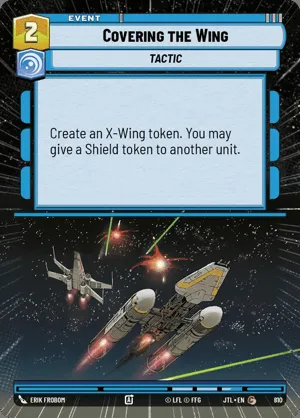 EVENT
2
COVERING THE WING
TACTIC
Create an X-Wing token. You may
give a Shield token to another unit.
ERIK FROBOM
© LFL © FFG
JTL • EN
810